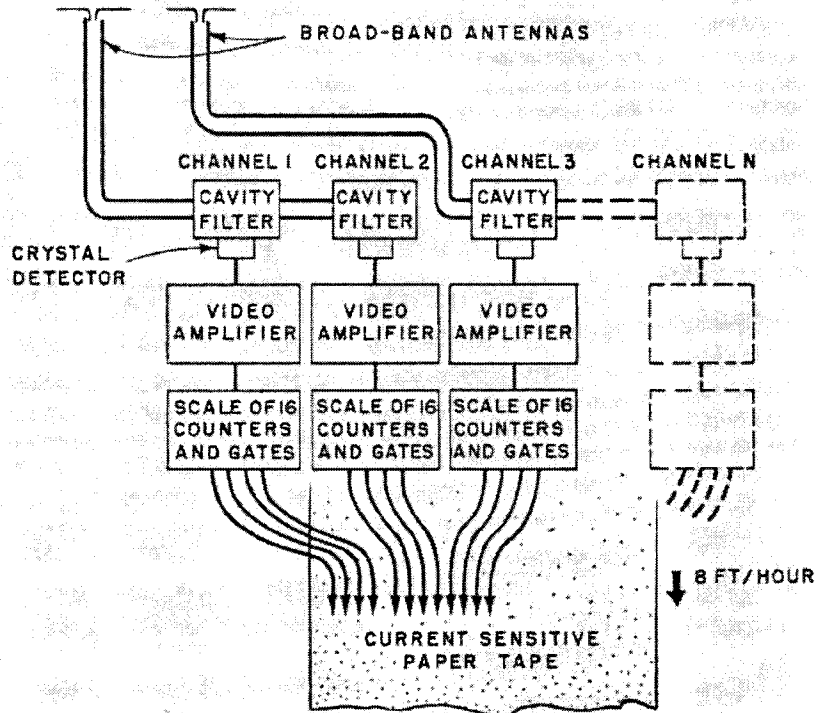 BROAD-BAND ANTENNAS
CHANNEL 1
CHANNEL 2
CHANNEL 3
CHANNEL N
CAVITY
FILTER
CAVITY
FILTER
CAVITY
FILTER
CRYSTAL
DETECTOR
VIDEO
AMPLIFIER
VIDEO
AMPLIFIER
VIDEO
AMPLIFIER
SCALE OF 16
COUNTERS
AND GATES
SCALE OF 16
COUNTERS
AND GATES
SCALE OF 16
COUNTERS
AND GATES
8 FT/HOUR
CURRENT SENSITIVE
PAPER TAPE